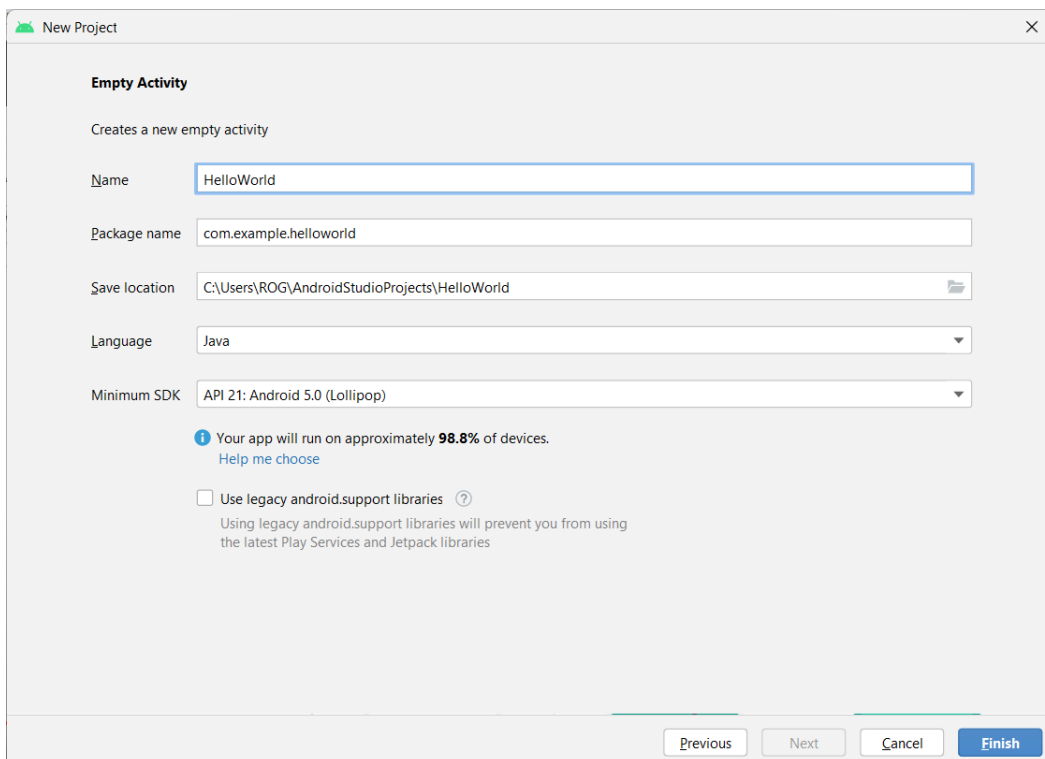 New Project
Empty Activity
Creates a new empty activity
Name HelloWorld
Package name com.example.helloworld
Save location C:\Users\ROG\AndroidStudioProjects\HelloWorld
Language Java
Minimum SDK API 21: Android 5.0 (Lollipop)
Your app will run on approximately 98.8% of devices.
Help me choose
Use legacy android.support libraries ?
Using legacy android.support libraries will prevent you from using
the latest Play Services and Jetpack libraries
Previous Next Cancel Finish